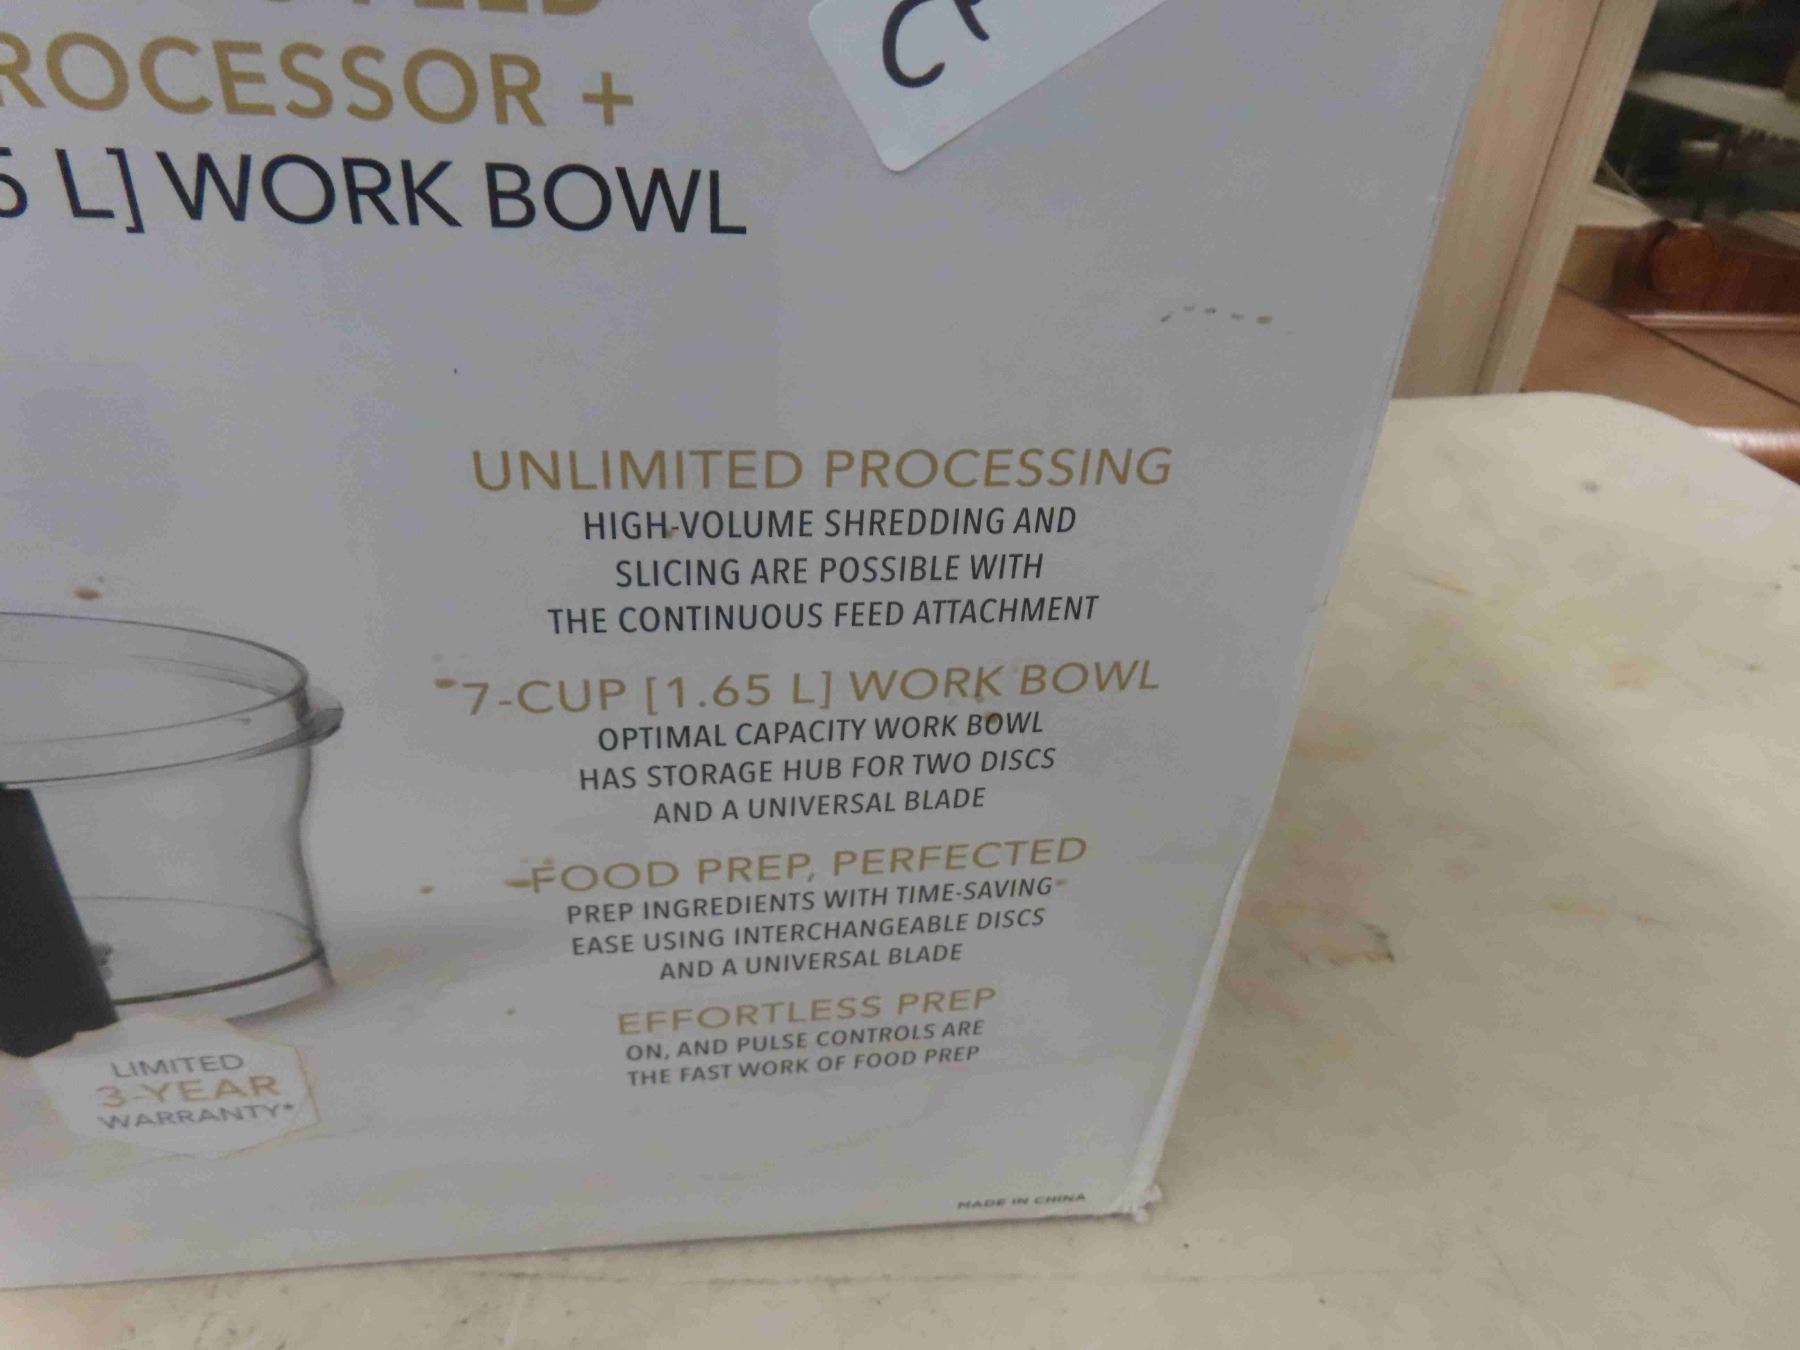 FEED
ROCESSOR +
5 L] WORK BOWL
UNLIMITED PROCESSING
HIGH-VOLUME SHREDDING AND
SLICING ARE POSSIBLE WITH
THE CONTINUOUS FEED ATTACHMENT
7-CUP [1.65 L] WORK BOWL
OPTIMAL CAPACITY WORK BOWL
HAS STORAGE HUB FOR TWO DISCS
AND A UNIVERSAL BLADE
FOOD PREP, PERFECTED
PREP INGREDIENTS WITH TIME-SAVING
EASE USING INTERCHANGEABLE DISCS
AND A UNIVERSAL BLADE
EFFORTLESS PREP
ON, AND PULSE CONTROLS ARE
THE FAST WORK OF FOOD PREP
LIMITED
3-YEAR
WARRANTY*
MADE IN CHINA